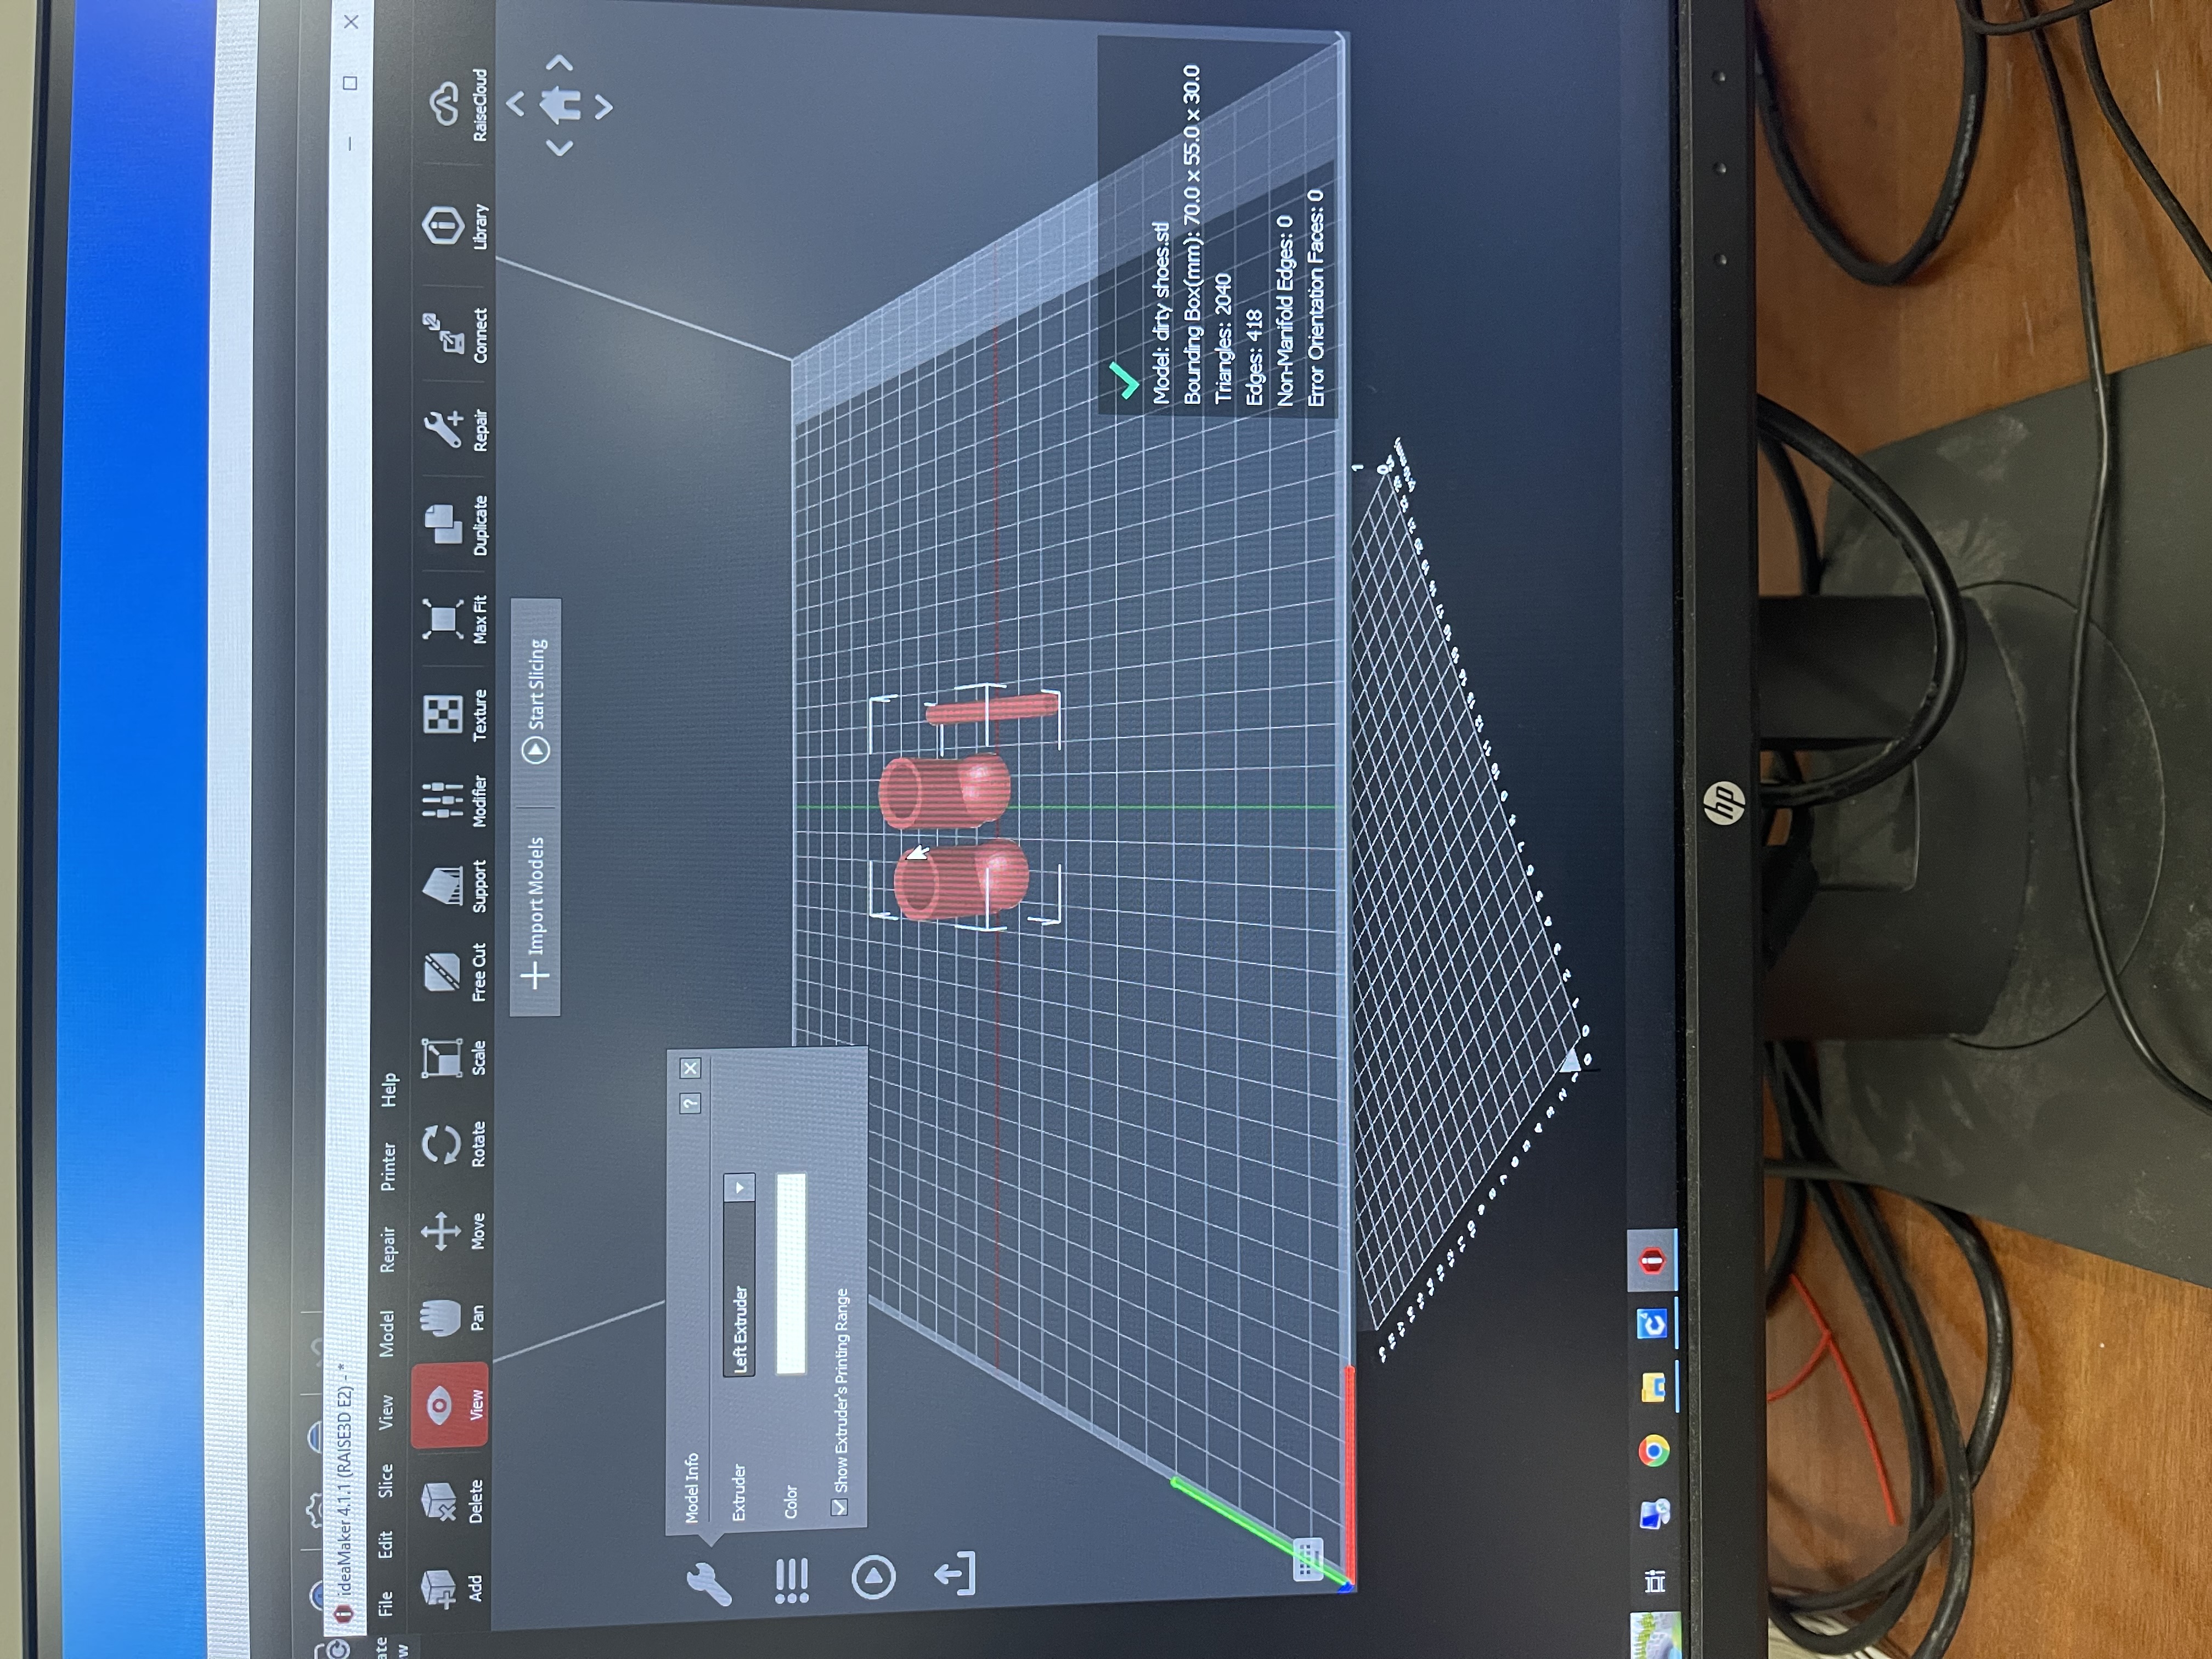 ate
w
ideaMaker 4.1.1 (RAISE3D E2) - *
File Edit Slice View Model Repair Printer Help
Add Delete View Pan Move Rotate Scale Free Cut Support Modifier Texture Max Fit Duplicate Repair Connect Library RaiseCloud
Import Models Start Slicing
Model Info ?
Extruder Left Extruder
Color
Show Extruder's Printing Range
Model: dirty shoes.stl
Bounding Box(mm): 70.0 x 55.0 x 30.0
Triangles: 2040
Edges: 418
Non-Manifold Edges: 0
Error Orientation Faces: 0
1
0
hp